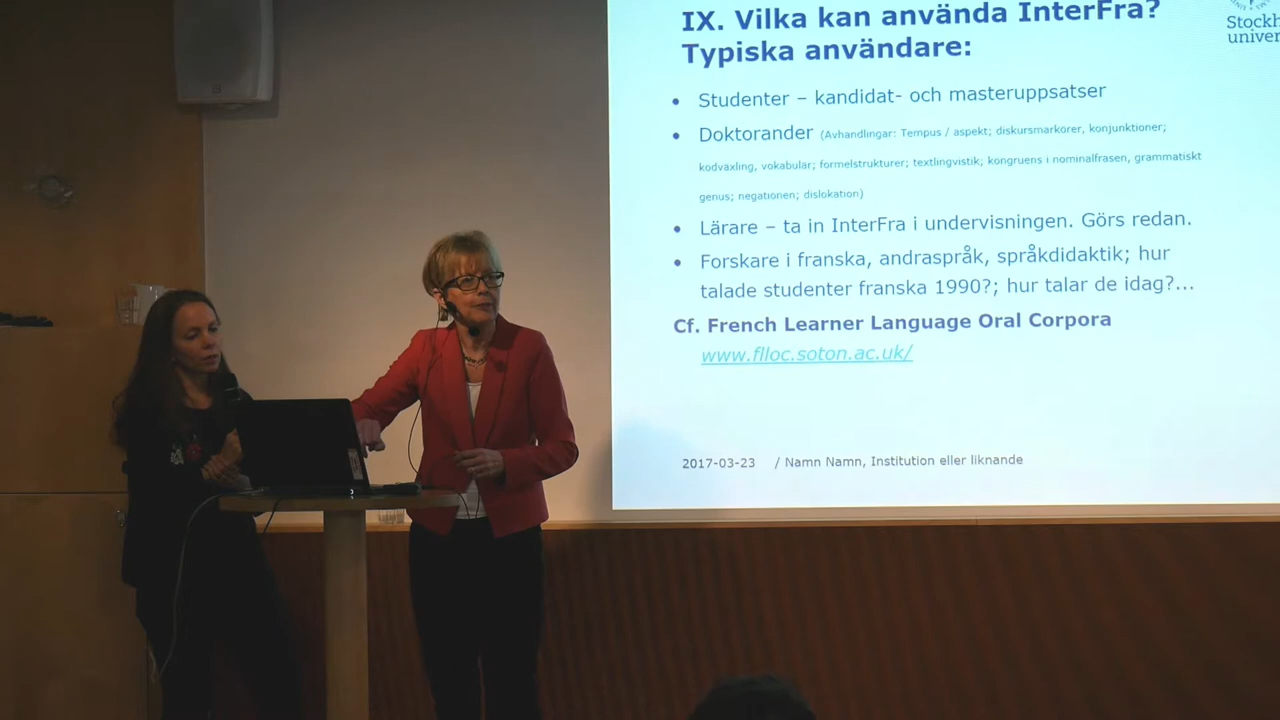 IX. Vilka kan använda InterFra?
Typiska användare:
Stockh
univer
• Studenter – kandidat- och masteruppsatser
• Doktorander (Avhandlingar: Tempus / aspekt; diskursmarkörer, konjunktioner;
kodväxling, vokabulär; formelstrukturer; textlingvistik; kongruens i nominalfrasen, grammatiskt
genus; negationen; dislokation)
• Lärare – ta in InterFra i undervisningen. Görs redan.
• Forskare i franska, andraspråk, språkdidaktik; hur
talade studenter franska 1990?; hur talar de idag?...
Cf. French Learner Language Oral Corpora
www.flloc.soton.ac.uk/
2017-03-23 / Namn Namn, Institution eller liknande